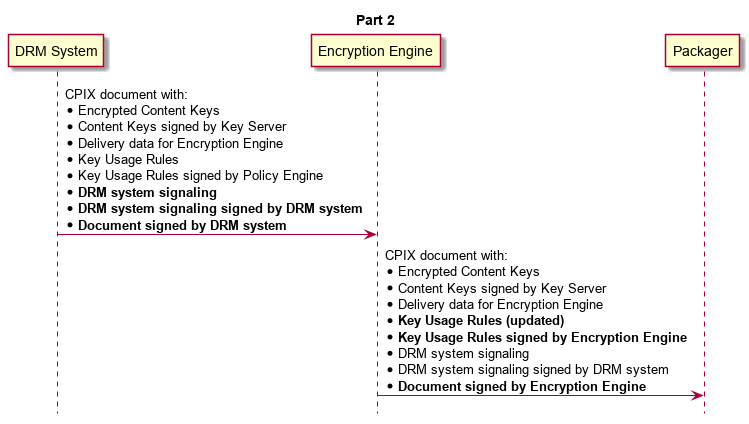 Part 2
DRM System
Encryption Engine
Packager
CPIX document with:
• Encrypted Content Keys
• Content Keys signed by Key Server
• Delivery data for Encryption Engine
• Key Usage Rules
• Key Usage Rules signed by Policy Engine
• DRM system signaling
• DRM system signaling signed by DRM system
• Document signed by DRM system
CPIX document with:
• Encrypted Content Keys
• Content Keys signed by Key Server
• Delivery data for Encryption Engine
• Key Usage Rules (updated)
• Key Usage Rules signed by Encryption Engine
• DRM system signaling
• DRM system signaling signed by DRM system
• Document signed by Encryption Engine